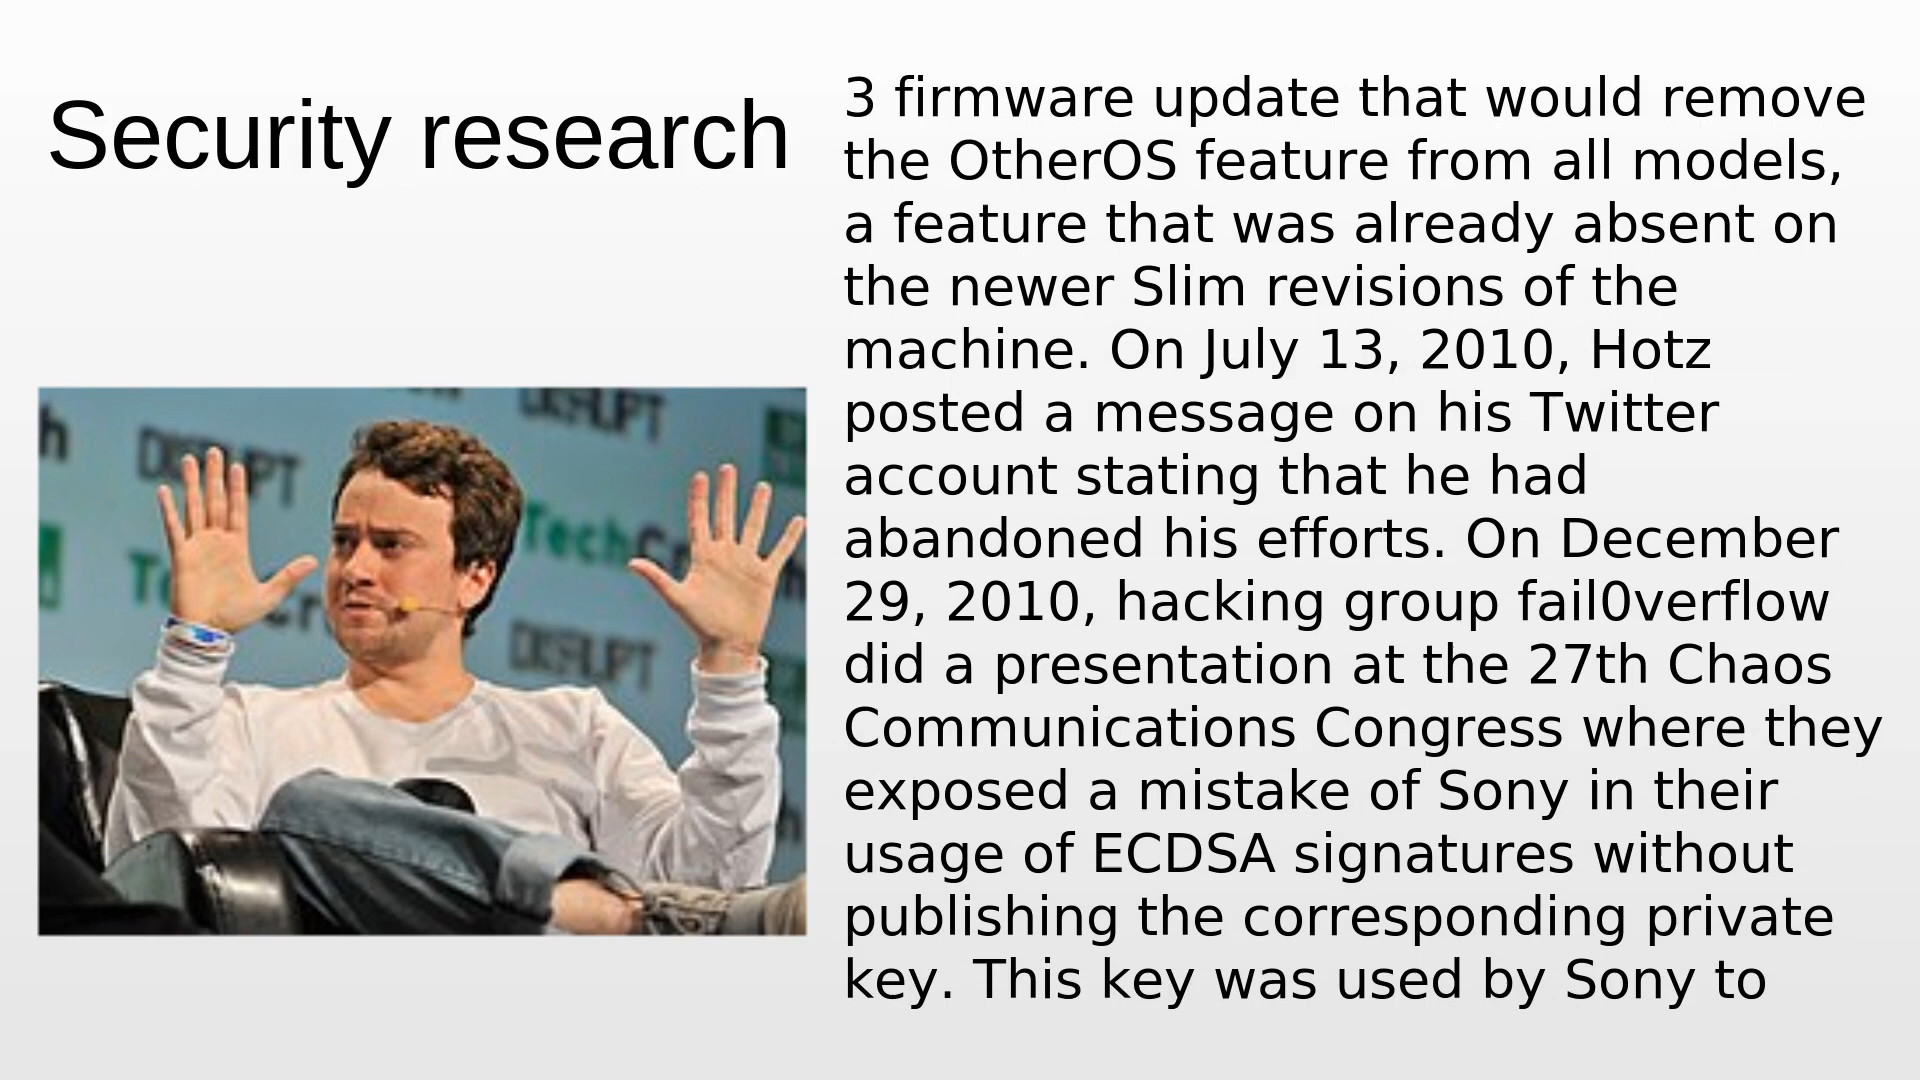 Security research
3 firmware update that would remove
the OtherOS feature from all models,
a feature that was already absent on
the newer Slim revisions of the
machine. On July 13, 2010, Hotz
posted a message on his Twitter
account stating that he had
abandoned his efforts. On December
29, 2010, hacking group fail0verflow
did a presentation at the 27th Chaos
Communications Congress where they
exposed a mistake of Sony in their
usage of ECDSA signatures without
publishing the corresponding private
key. This key was used by Sony to
DISRUPT
DISRUPT
TechCr
DISRUPT